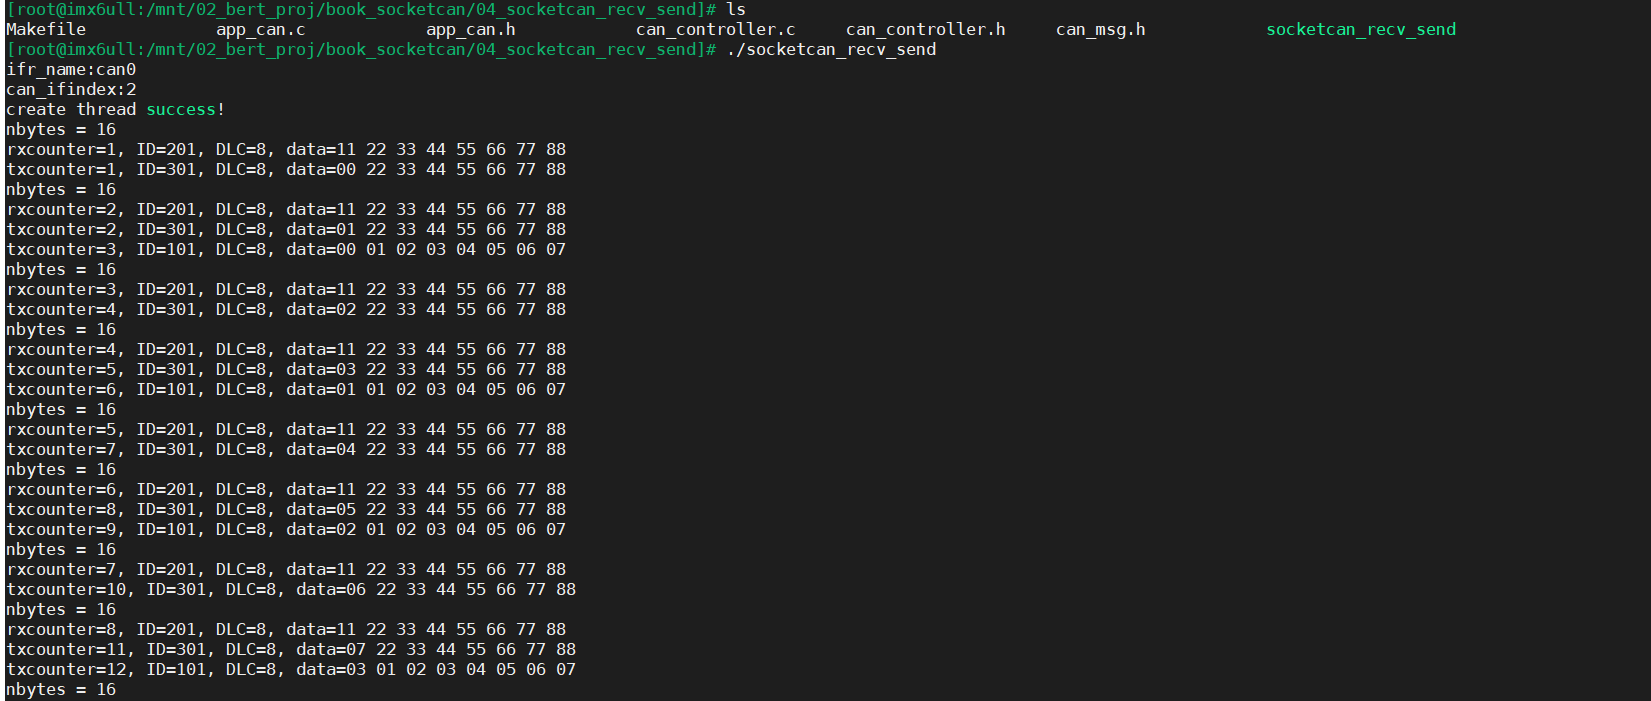 [root@imx6ull:/mnt/02_bert_proj/book_socketcan/04_socketcan_recv_send]# ls
Makefile app_can.c app_can.h can_controller.c can_controller.h can_msg.h socketcan_recv_send
[root@imx6ull:/mnt/02_bert_proj/book_socketcan/04_socketcan_recv_send]# ./socketcan_recv_send
ifr_name:can0
can_ifindex:2
create thread success!
nbytes = 16
rxcounter=1, ID=201, DLC=8, data=11 22 33 44 55 66 77 88
txcounter=1, ID=301, DLC=8, data=00 22 33 44 55 66 77 88
nbytes = 16
rxcounter=2, ID=201, DLC=8, data=11 22 33 44 55 66 77 88
txcounter=2, ID=301, DLC=8, data=01 22 33 44 55 66 77 88
txcounter=3, ID=101, DLC=8, data=00 01 02 03 04 05 06 07
nbytes = 16
rxcounter=3, ID=201, DLC=8, data=11 22 33 44 55 66 77 88
txcounter=4, ID=301, DLC=8, data=02 22 33 44 55 66 77 88
nbytes = 16
rxcounter=4, ID=201, DLC=8, data=11 22 33 44 55 66 77 88
txcounter=5, ID=301, DLC=8, data=03 22 33 44 55 66 77 88
txcounter=6, ID=101, DLC=8, data=01 01 02 03 04 05 06 07
nbytes = 16
rxcounter=5, ID=201, DLC=8, data=11 22 33 44 55 66 77 88
txcounter=7, ID=301, DLC=8, data=04 22 33 44 55 66 77 88
nbytes = 16
rxcounter=6, ID=201, DLC=8, data=11 22 33 44 55 66 77 88
txcounter=8, ID=301, DLC=8, data=05 22 33 44 55 66 77 88
txcounter=9, ID=101, DLC=8, data=02 01 02 03 04 05 06 07
nbytes = 16
rxcounter=7, ID=201, DLC=8, data=11 22 33 44 55 66 77 88
txcounter=10, ID=301, DLC=8, data=06 22 33 44 55 66 77 88
nbytes = 16
rxcounter=8, ID=201, DLC=8, data=11 22 33 44 55 66 77 88
txcounter=11, ID=301, DLC=8, data=07 22 33 44 55 66 77 88
txcounter=12, ID=101, DLC=8, data=03 01 02 03 04 05 06 07
nbytes = 16